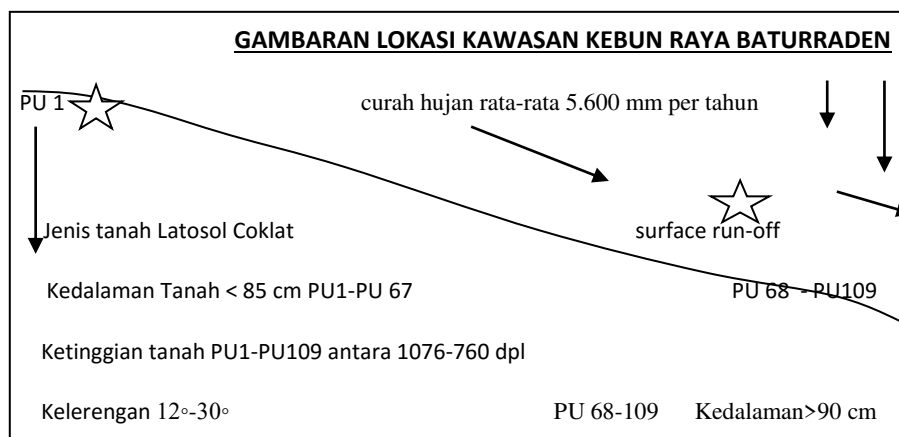 GAMBARAN LOKASI KAWASAN KEBUN RAYA BATURRADEN
PU 1 curah hujan rata-rata 5.600 mm per tahun
Jenis tanah Latosol Coklat surface run-off
Kedalaman Tanah < 85 cm PU1-PU 67 PU 68 - PU109
Ketinggian tanah PU1-PU109 antara 1076-760 dpl
Kelerengan 12◦-30◦ PU 68-109 Kedalaman>90 cm